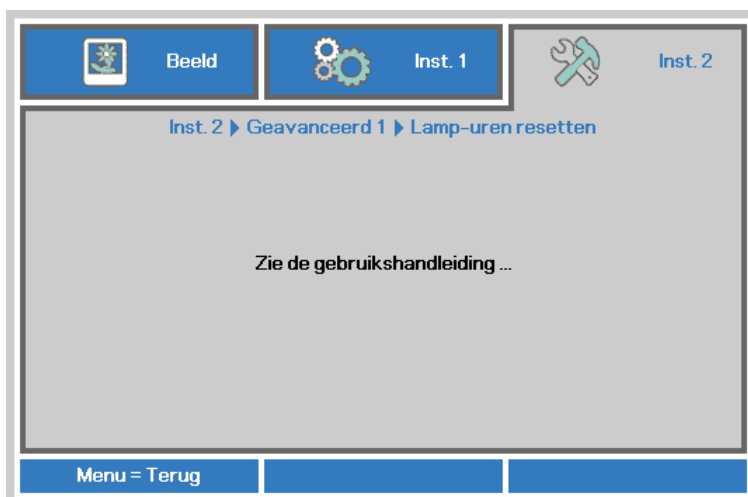 Beeld
Inst. 1
Inst. 2
Inst. 2 ▶ Geavanceerd 1 ▶ Lamp-uren resetten
Zie de gebruikshandleiding ...
Menu = Terug